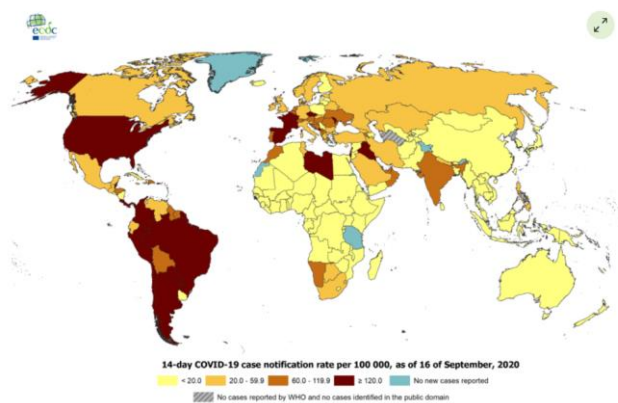 ecdc
14-day COVID-19 case notification rate per 100 000, as of 16 of September, 2020
< 20.0 20.0 - 59.9 60.0 - 119.9 ≥ 120.0 No new cases reported
No cases reported by WHO and no cases identified in the public domain